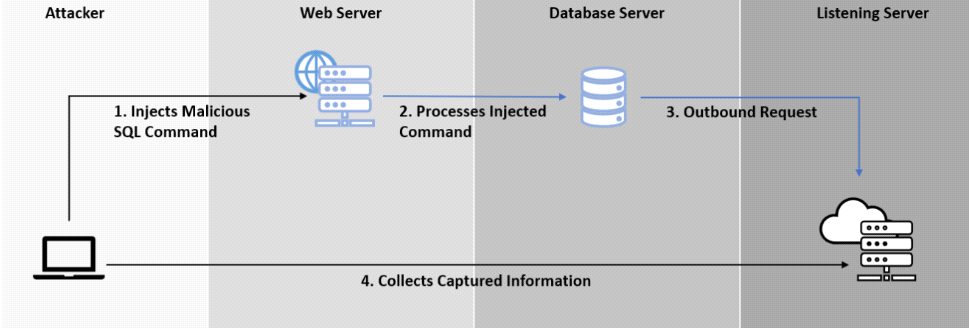 Attacker
Web Server
Database Server
Listening Server
1. Injects Malicious
SQL Command
2. Processes Injected
Command
3. Outbound Request
4. Collects Captured Information